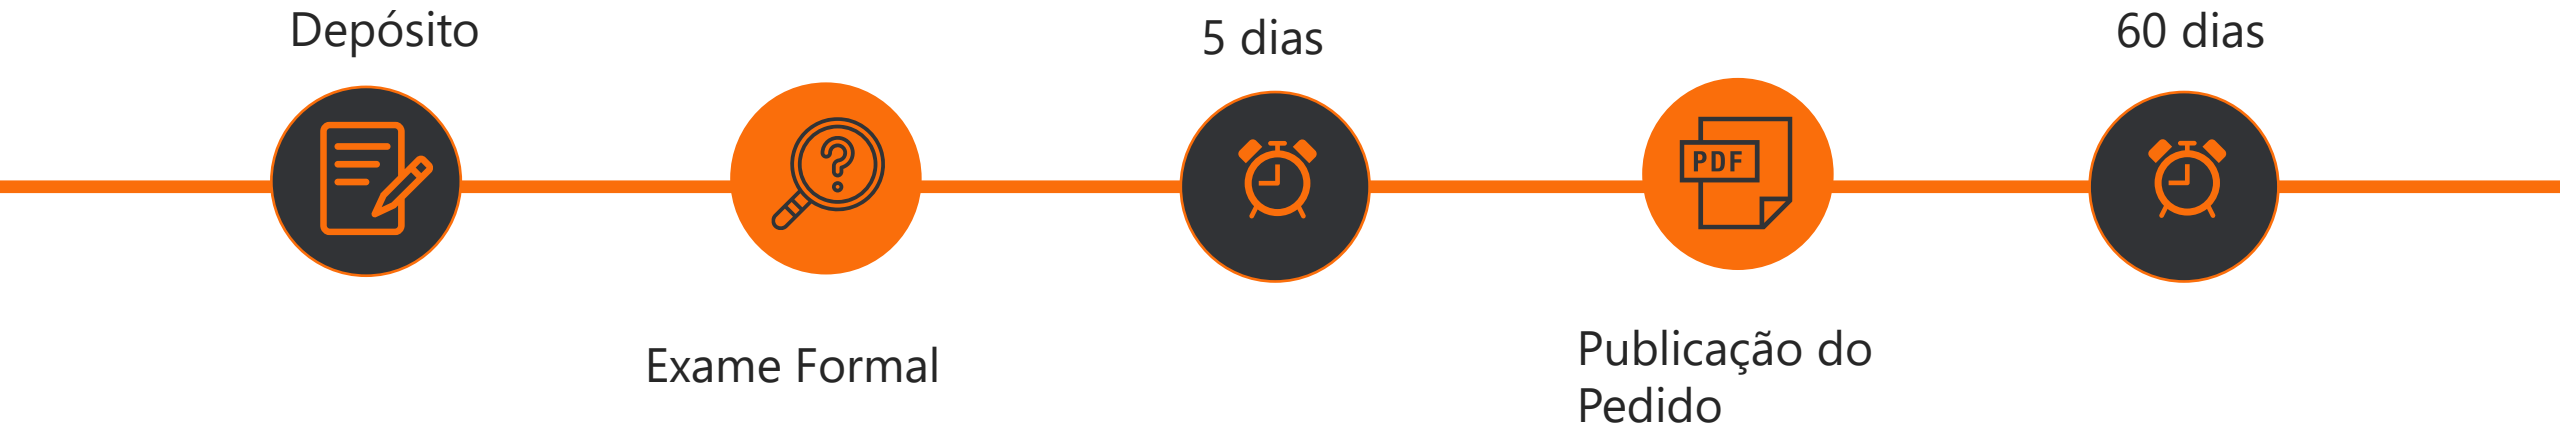 Depósito
5 dias
60 dias
PDF
?
Exame Formal
Publicação do
Pedido